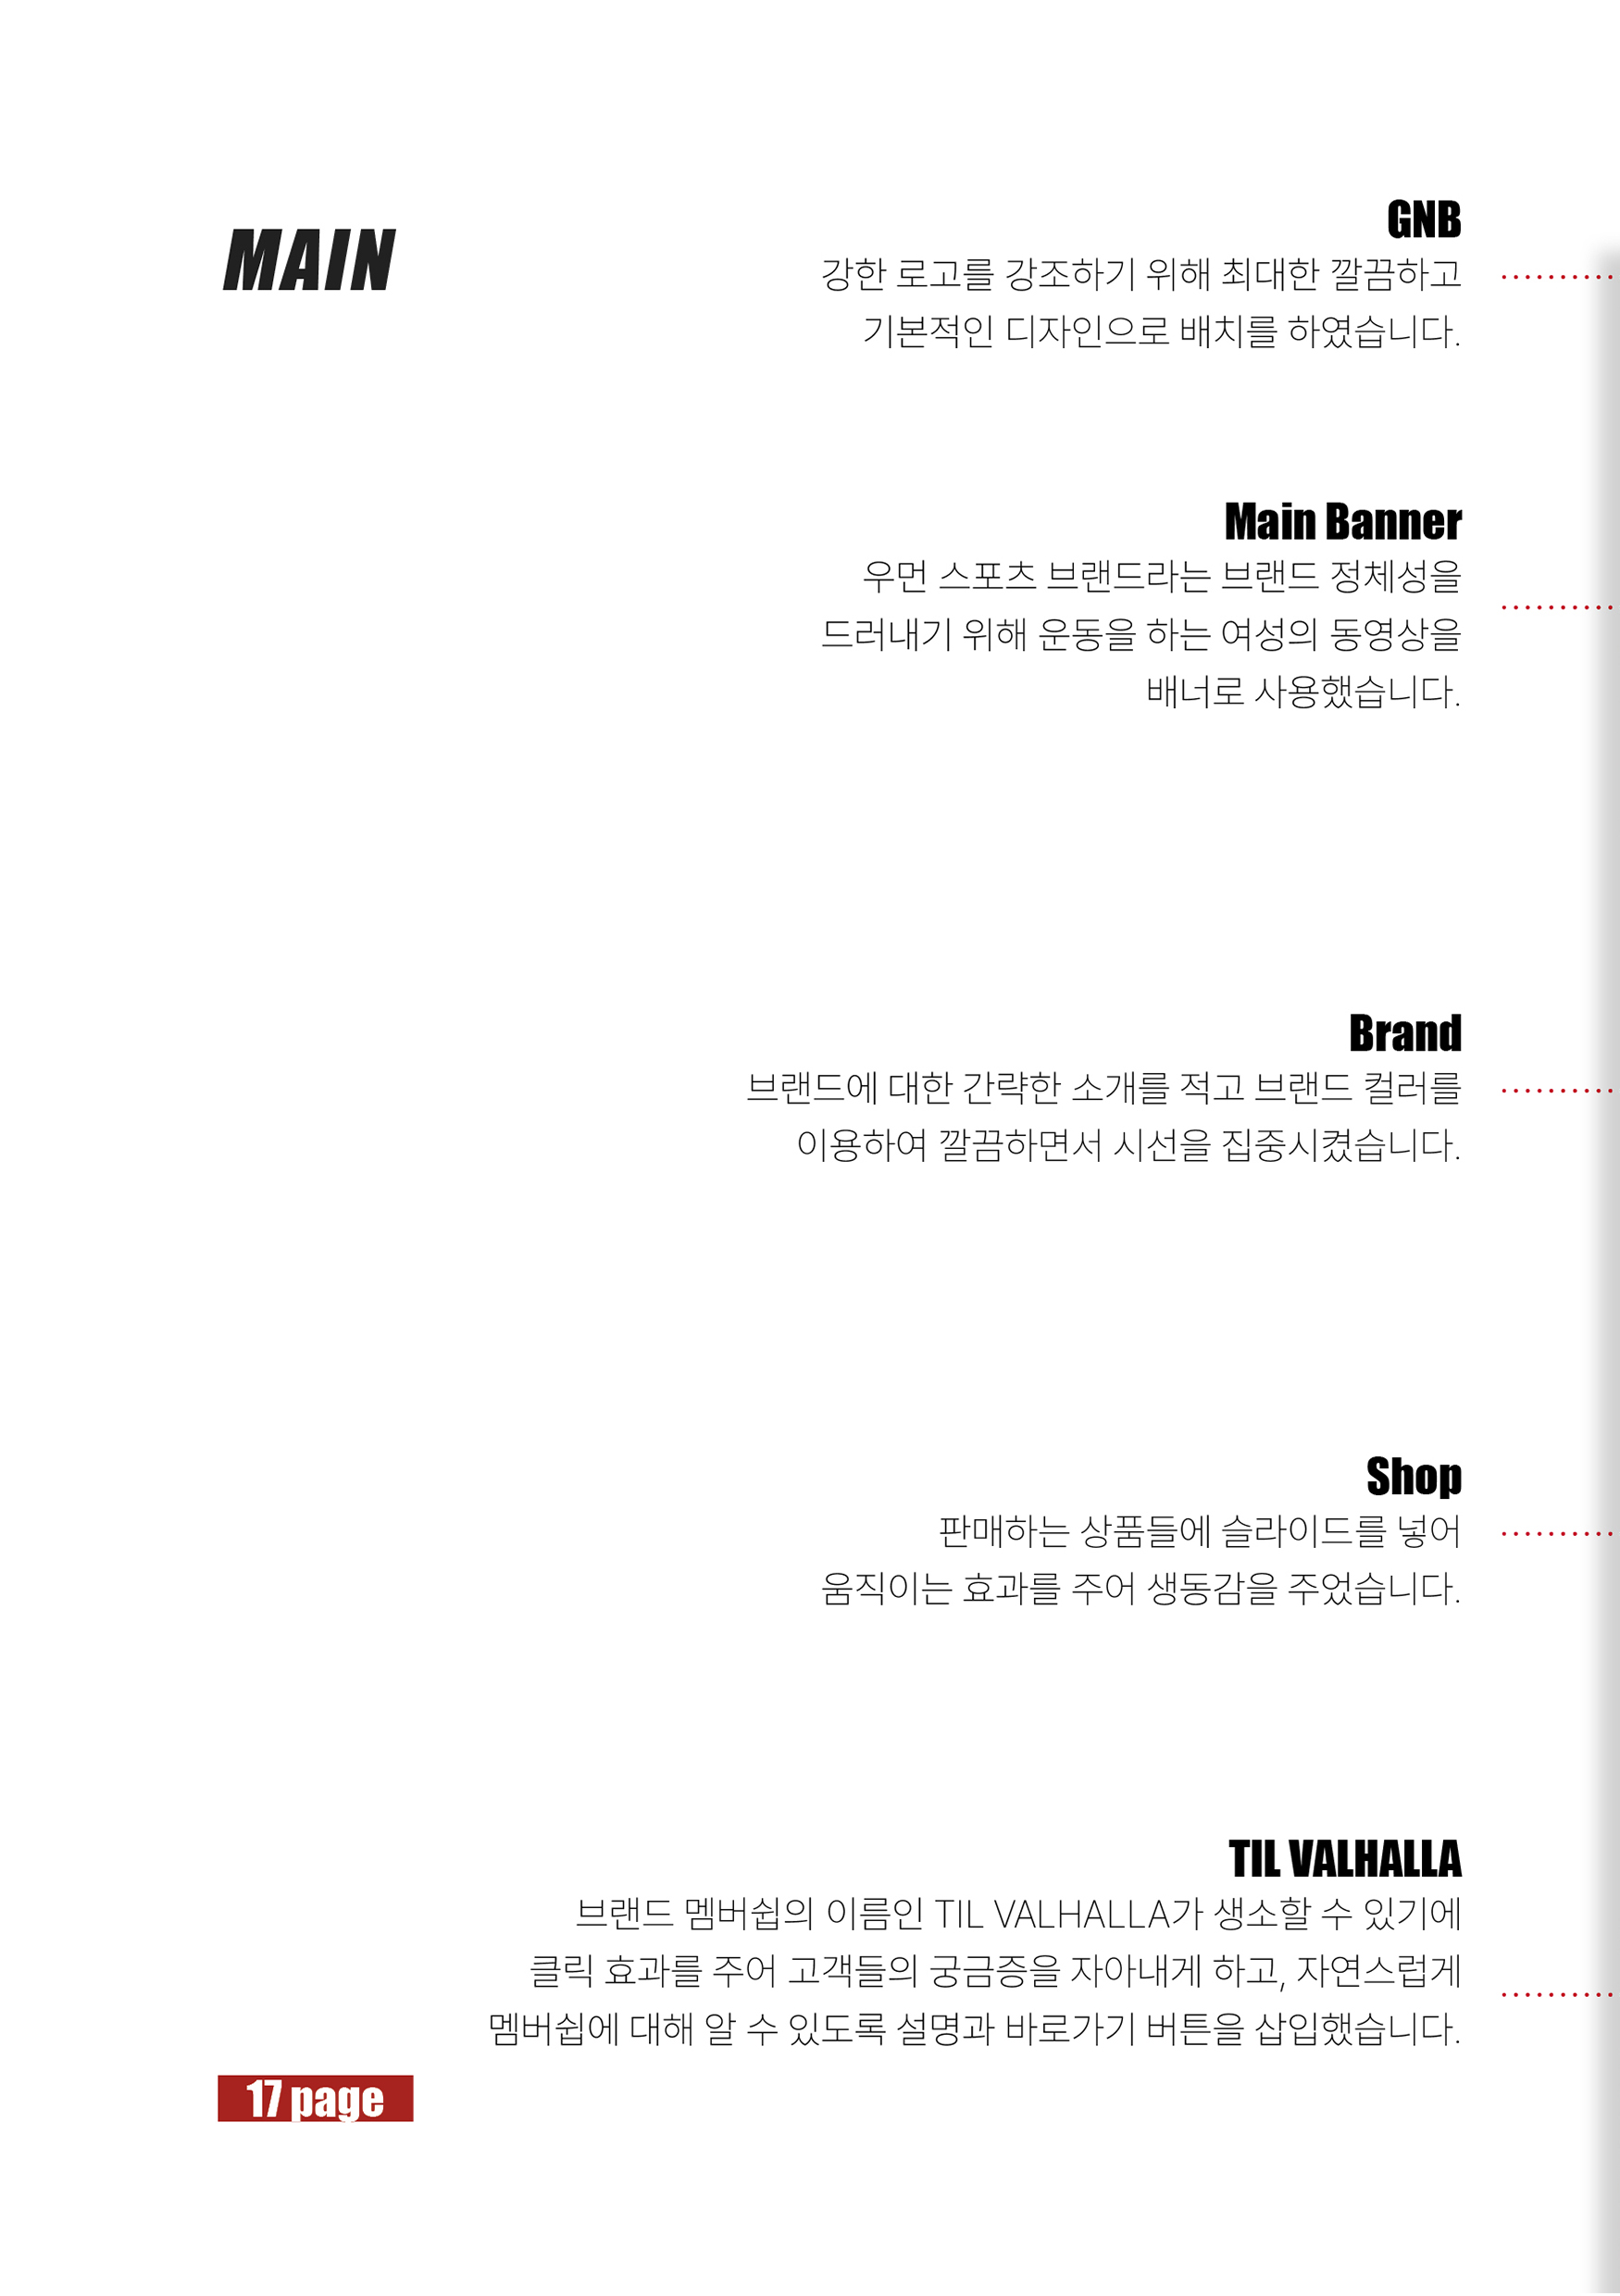 MAIN
GNB
강한 로고를 강조하기 위해 최대한 깔끔하고
기본적인 디자인으로 배치를 하였습니다.
Main Banner
우먼 스포츠 브랜드라는 브랜드 정체성을
드러내기 위해 운동을 하는 여성의 동영상을
배너로 사용했습니다.
Brand
브랜드에 대한 간략한 소개를 적고 브랜드 컬러를
이용하여 깔끔하면서 시선을 집중시켰습니다.
Shop
판매하는 상품들에 슬라이드를 넣어
움직이는 효과를 주어 생동감을 주었습니다.
TIL VALHALLA
브랜드 멤버쉽의 이름인 TIL VALHALLA가 생소할 수 있기에
클릭 효과를 주어 고객들의 궁금증을 자아내게 하고, 자연스럽게
멤버쉽에 대해 알 수 있도록 설명과 바로가기 버튼을 삽입했습니다.
17 page